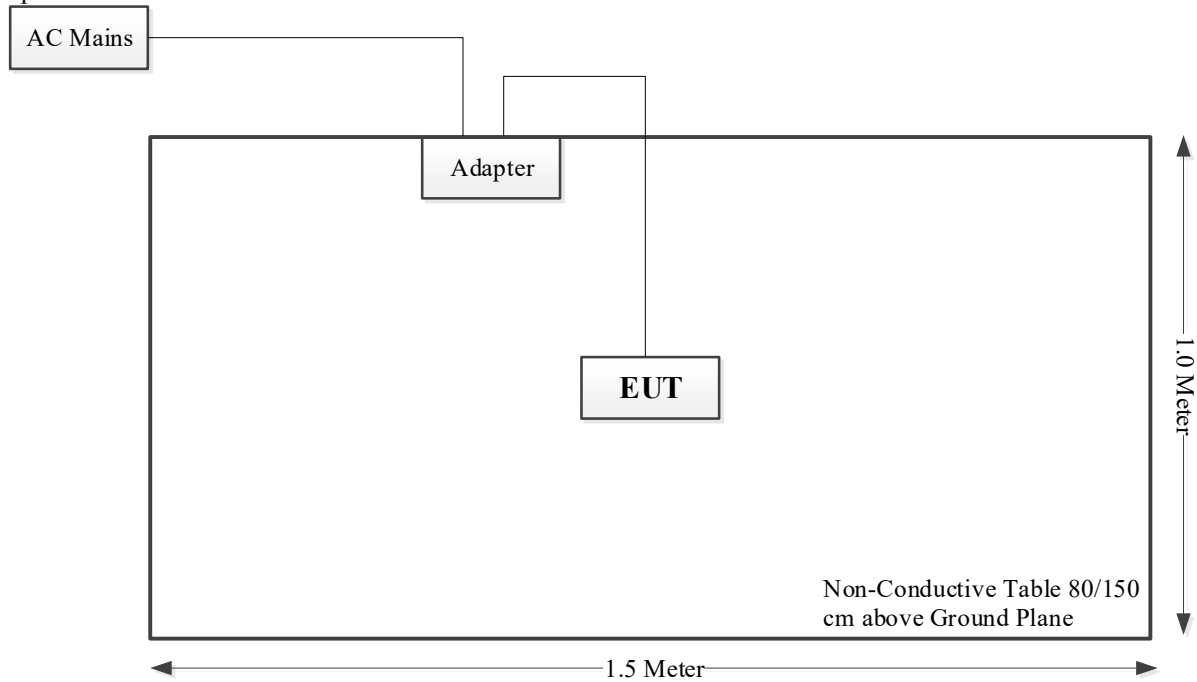 AC Mains
Adapter
EUT
1.0 Meter
Non-Conductive Table 80/150
cm above Ground Plane
1.5 Meter